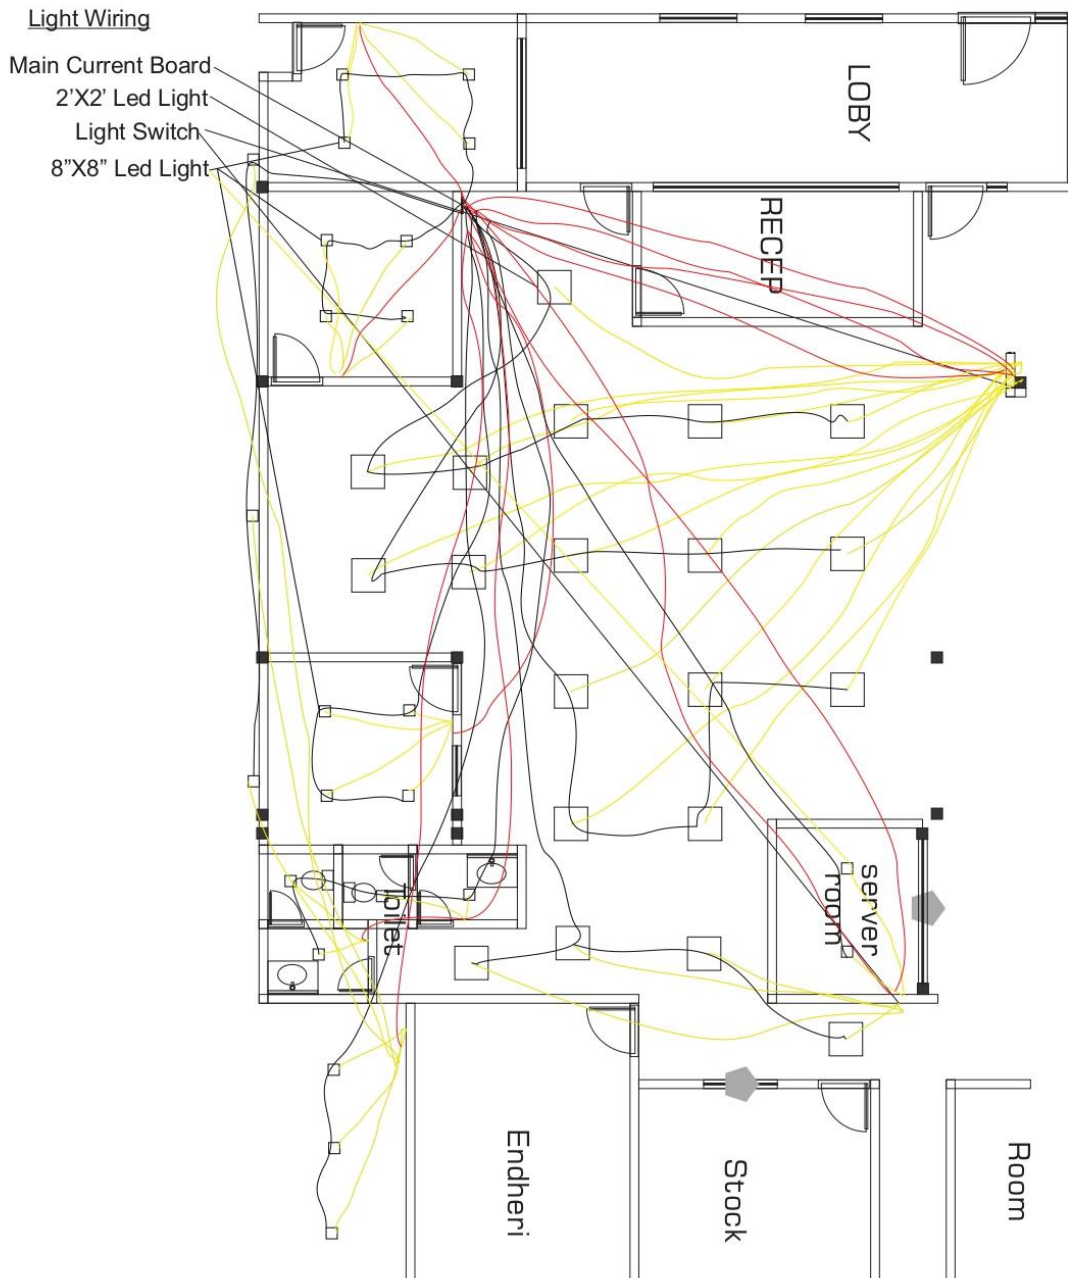 Light Wiring
Main Current Board
2'X2' Led Light
Light Switch
8”X8” Led Light
LOBY
RECEP
server
room
Toilet
Endheri
Stock
Room